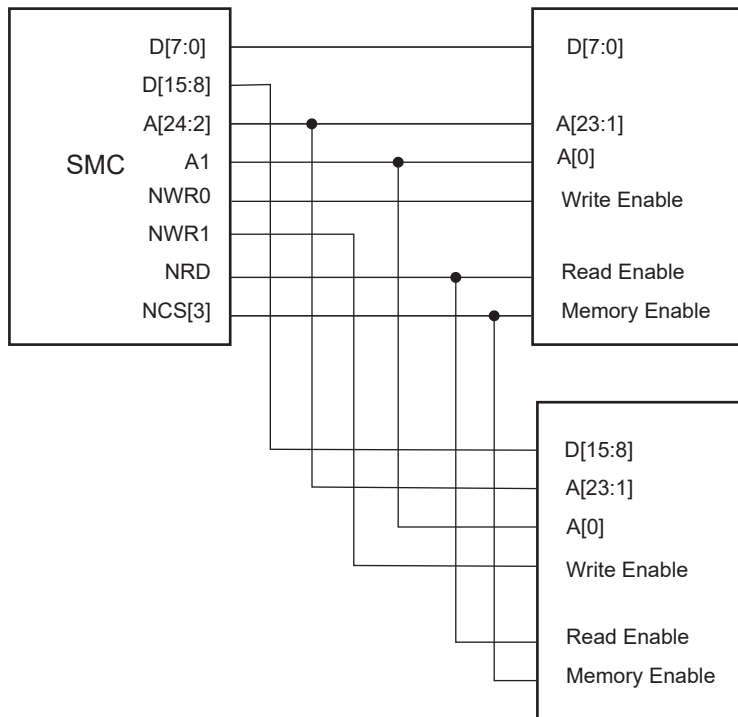 SMC
D[7:0]
D[15:8]
A[24:2]
A1
NWR0
NWR1
NRD
NCS[3]
D[7:0]
A[23:1]
A[0]
Write Enable
Read Enable
Memory Enable
D[15:8]
A[23:1]
A[0]
Write Enable
Read Enable
Memory Enable